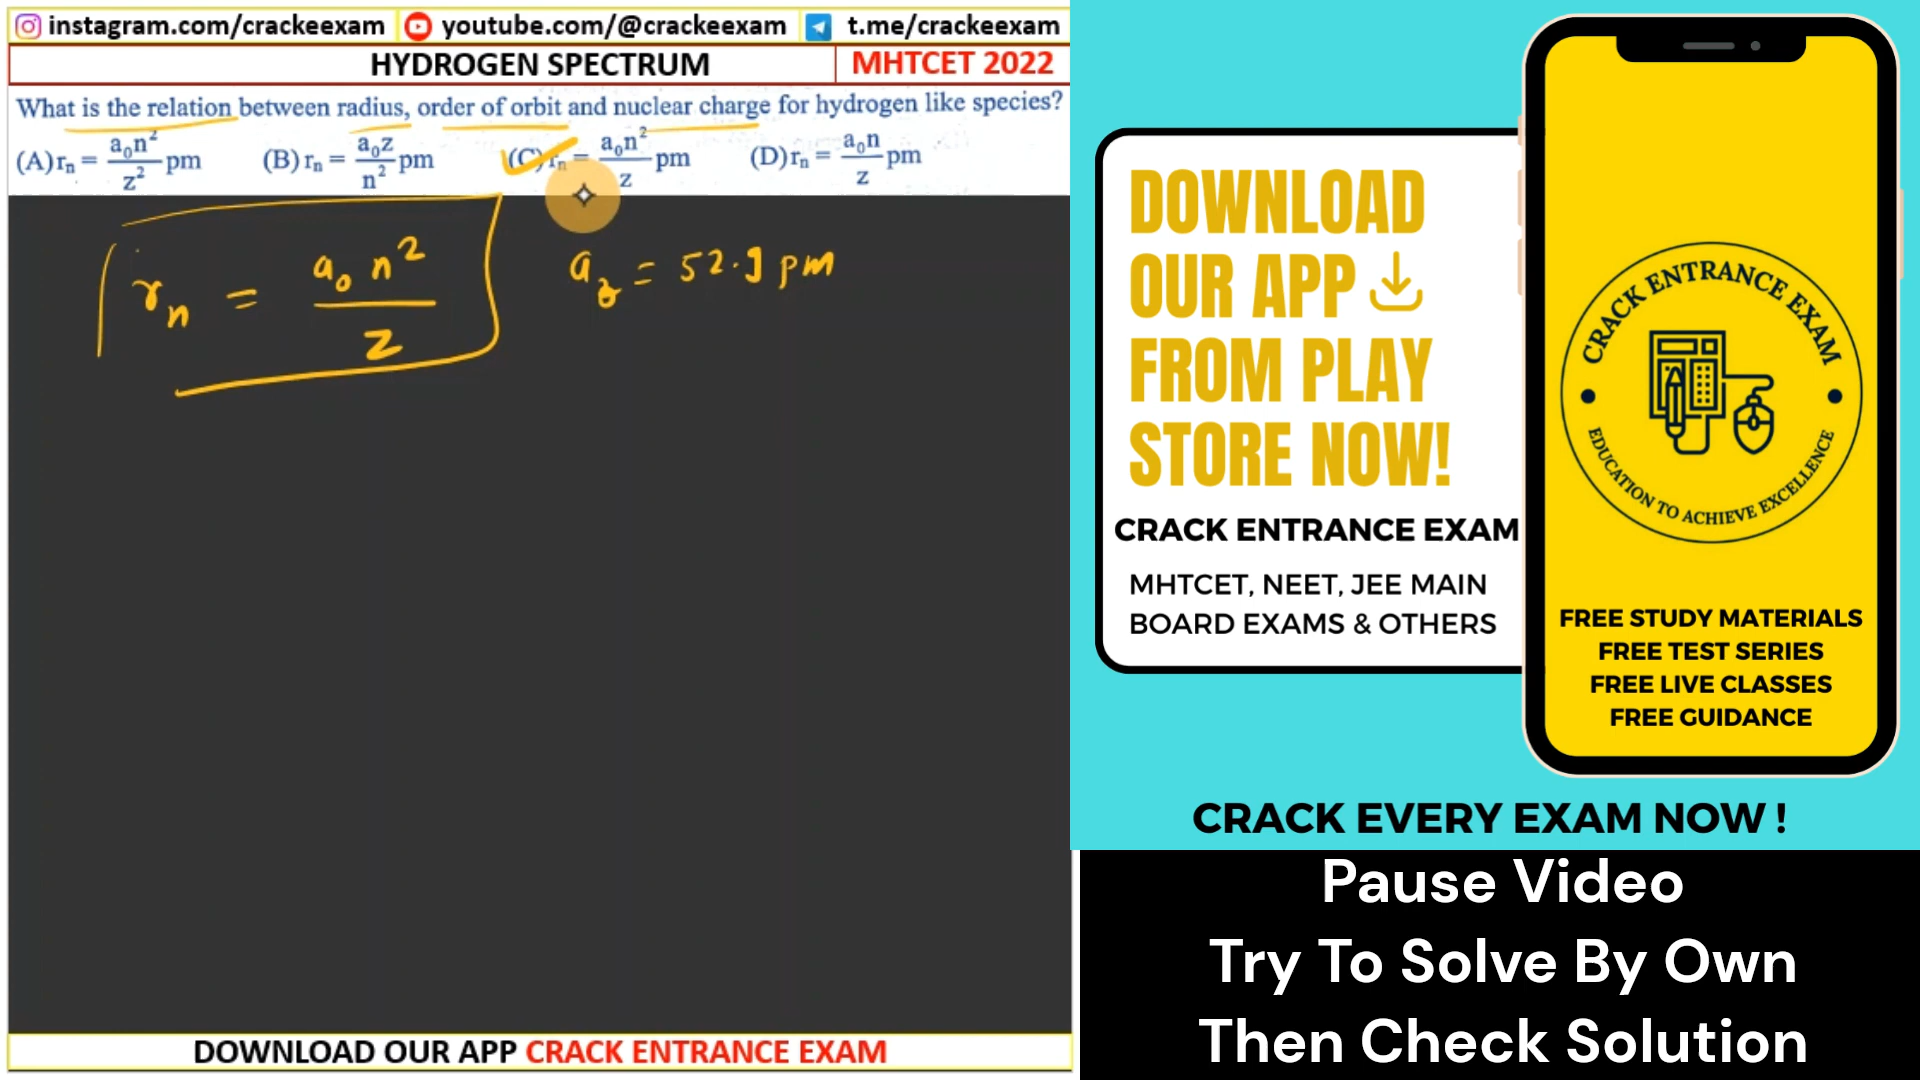 instagram.com/crackeexam youtube.com/@crackeexam t.me/crackeexam
HYDROGEN SPECTRUM MHTCET 2022
What is the relation between radius, order of orbit and nuclear charge for hydrogen like species?
(A) rₙ = a₀n²/z² pm (B) rₙ = a₀z/n² pm (C) rₙ = a₀n²/z pm (D) rₙ = a₀n/z pm
rₙ = a₀ n²/z
a₀ = 52.9 pm
DOWNLOAD OUR APP CRACK ENTRANCE EXAM
DOWNLOAD
OUR APP
FROM PLAY
STORE NOW!
CRACK ENTRANCE EXAM
MHTCET, NEET, JEE MAIN
BOARD EXAMS & OTHERS
CRACK ENTRANCE EXAM
EDUCATION TO ACHIEVE EXCELLENCE
FREE STUDY MATERIALS
FREE TEST SERIES
FREE LIVE CLASSES
FREE GUIDANCE
CRACK EVERY EXAM NOW !
Pause Video
Try To Solve By Own
Then Check Solution